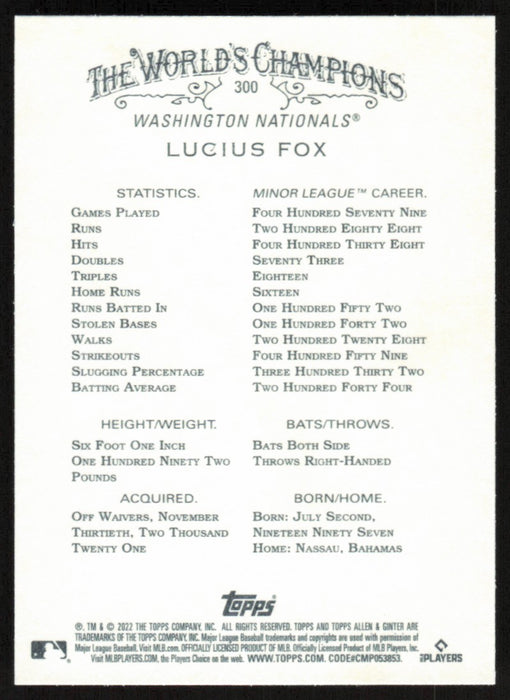 THE WORLD'S CHAMPIONS
300
WASHINGTON NATIONALS®
LUCIUS FOX
STATISTICS. MINOR LEAGUE™ CAREER.
GAMES PLAYED FOUR HUNDRED SEVENTY NINE
RUNS TWO HUNDRED EIGHTY EIGHT
HITS FOUR HUNDRED THIRTY EIGHT
DOUBLES SEVENTY THREE
TRIPLES EIGHTEEN
HOME RUNS SIXTEEN
RUNS BATTED IN ONE HUNDRED FIFTY TWO
STOLEN BASES ONE HUNDRED FORTY TWO
WALKS TWO HUNDRED TWENTY EIGHT
STRIKEOUTS FOUR HUNDRED FIFTY NINE
SLUGGING PERCENTAGE THREE HUNDRED THIRTY TWO
BATTING AVERAGE TWO HUNDRED FORTY FOUR
HEIGHT/WEIGHT.
SIX FOOT ONE INCH
ONE HUNDRED NINETY TWO
POUNDS
BATS/THROWS.
BATS BOTH SIDE
THROWS RIGHT-HANDED
ACQUIRED.
OFF WAIVERS, NOVEMBER
THIRTIETH, TWO THOUSAND
TWENTY ONE
BORN/HOME.
BORN: JULY SECOND,
NINETEEN NINETY SEVEN
HOME: NASSAU, BAHAMAS
Topps
®, TM & © 2022 THE TOPPS COMPANY, INC. ALL RIGHTS RESERVED. TOPPS AND TOPPS ALLEN & GINTER ARE
TRADEMARKS OF THE TOPPS COMPANY, INC. Major League Baseball trademarks and copyrights are used with permission of
Major League Baseball. Visit MLB.com. OFFICIALLY LICENSED PRODUCT OF MLB. Officially Licensed Product of MLB Players, Inc.
Visit MLBPLAYERS.COM, the Players Choice on the web. WWW.TOPPS.COM. CODE#CMP053853.
MLB PLAYERS